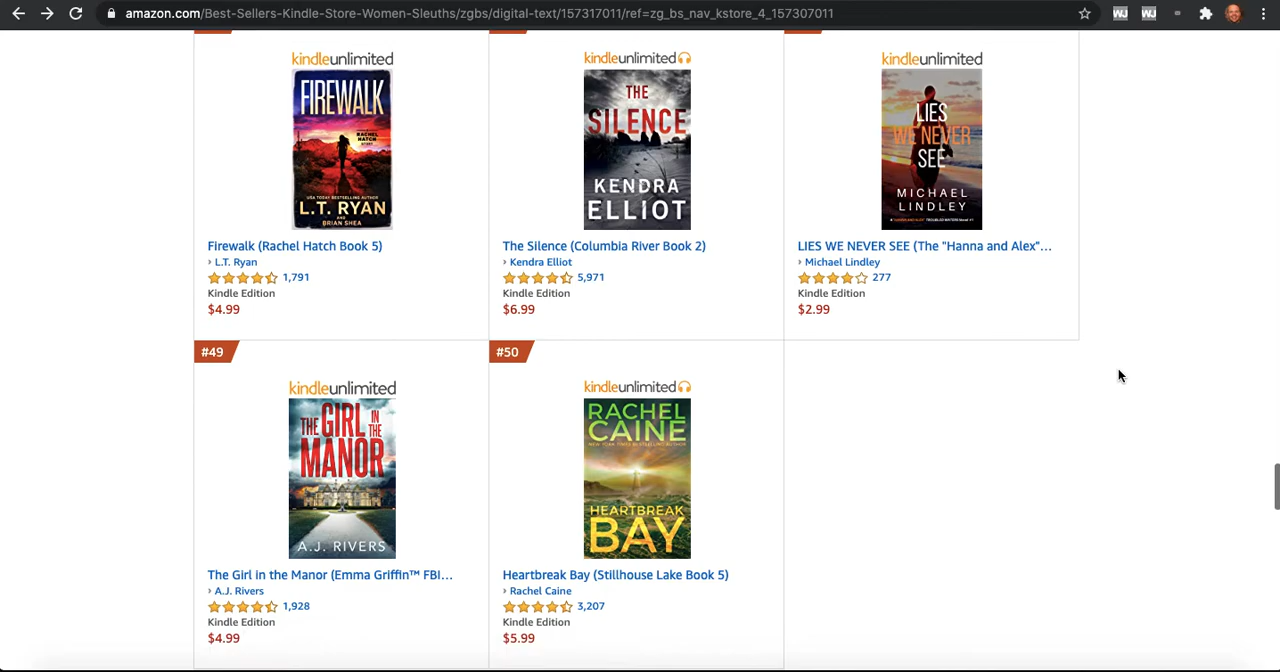 amazon.com/Best-Sellers-Kindle-Store-Women-Sleuths/zgbs/digital-text/157317011/ref=zg_bs_nav_kstore_4_157307011
WJ WJ
kindleunlimited
FIREWALK
RACHEL
HATCH
STORY
USA TODAY BESTSELLING AUTHOR
L.T. RYAN
AND
BRIAN SHEA
Firewalk (Rachel Hatch Book 5)
› L.T. Ryan
1,791
Kindle Edition
$4.99
kindleunlimited
THE
SILENCE
KENDRA
ELLIOT
The Silence (Columbia River Book 2)
› Kendra Elliot
5,971
Kindle Edition
$6.99
kindleunlimited
LIES
WE NEVER
SEE
MICHAEL
LINDLEY
LIES WE NEVER SEE (The "Hanna and Alex"...
› Michael Lindley
277
Kindle Edition
$2.99
#49
kindleunlimited
THE GIRL IN THE
MANOR
A.J. RIVERS
The Girl in the Manor (Emma Griffin™ FBI...
› A.J. Rivers
1,928
Kindle Edition
$4.99
#50
kindleunlimited
RACHEL
CAINE
NEW YORK TIMES BESTSELLING AUTHOR
HEARTBREAK
BAY
Heartbreak Bay (Stillhouse Lake Book 5)
› Rachel Caine
3,207
Kindle Edition
$5.99